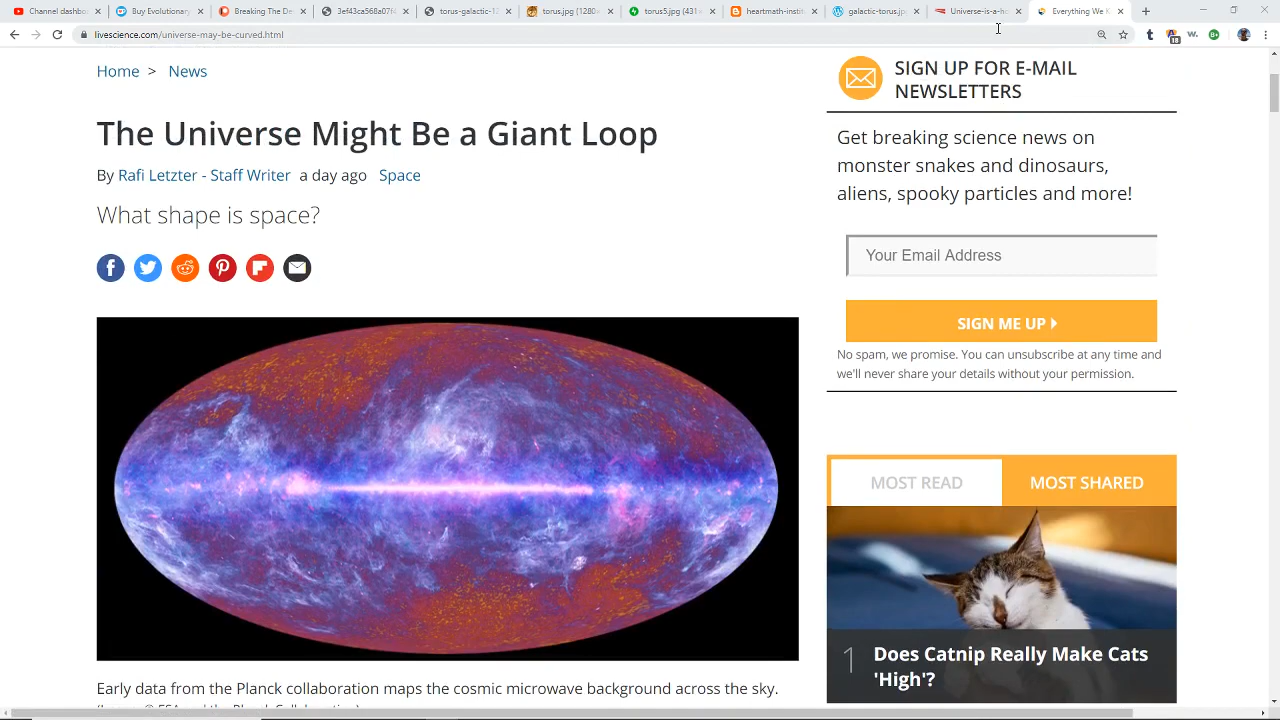 Channel dashbo
Buy Evolutionary
Breaking The De
3ef43ca568a07f4
torus-galactic-12
torus.jpg (1280×
torus5.jpg (431×
heartmath-instit
galactic-torus.jp
Universe-is-a-ho
Everything We K
livescience.com/universe-may-be-curved.html
Home > News
The Universe Might Be a Giant Loop
By Rafi Letzter - Staff Writer a day ago Space
What shape is space?
Early data from the Planck collaboration maps the cosmic microwave background across the sky.
SIGN UP FOR E-MAIL
NEWSLETTERS
Get breaking science news on
monster snakes and dinosaurs,
aliens, spooky particles and more!
Your Email Address
SIGN ME UP
No spam, we promise. You can unsubscribe at any time and
we'll never share your details without your permission.
MOST READ
MOST SHARED
1 Does Catnip Really Make Cats
'High'?